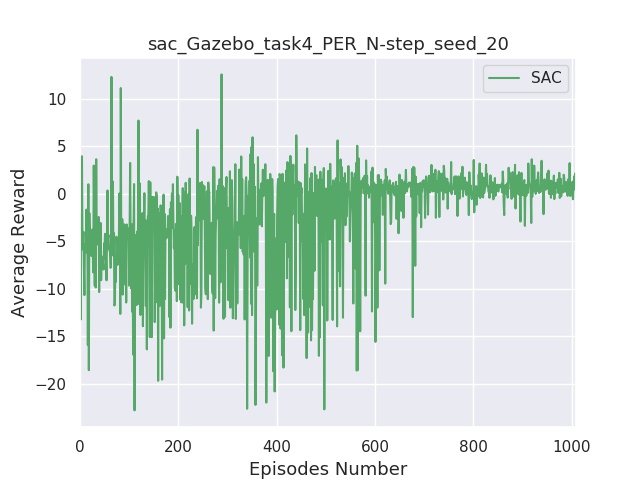 sac_Gazebo_task4_PER_N-step_seed_20
SAC
Average Reward
10
5
0
−5
−10
−15
−20
0 200 400 600 800 1000
Episodes Number